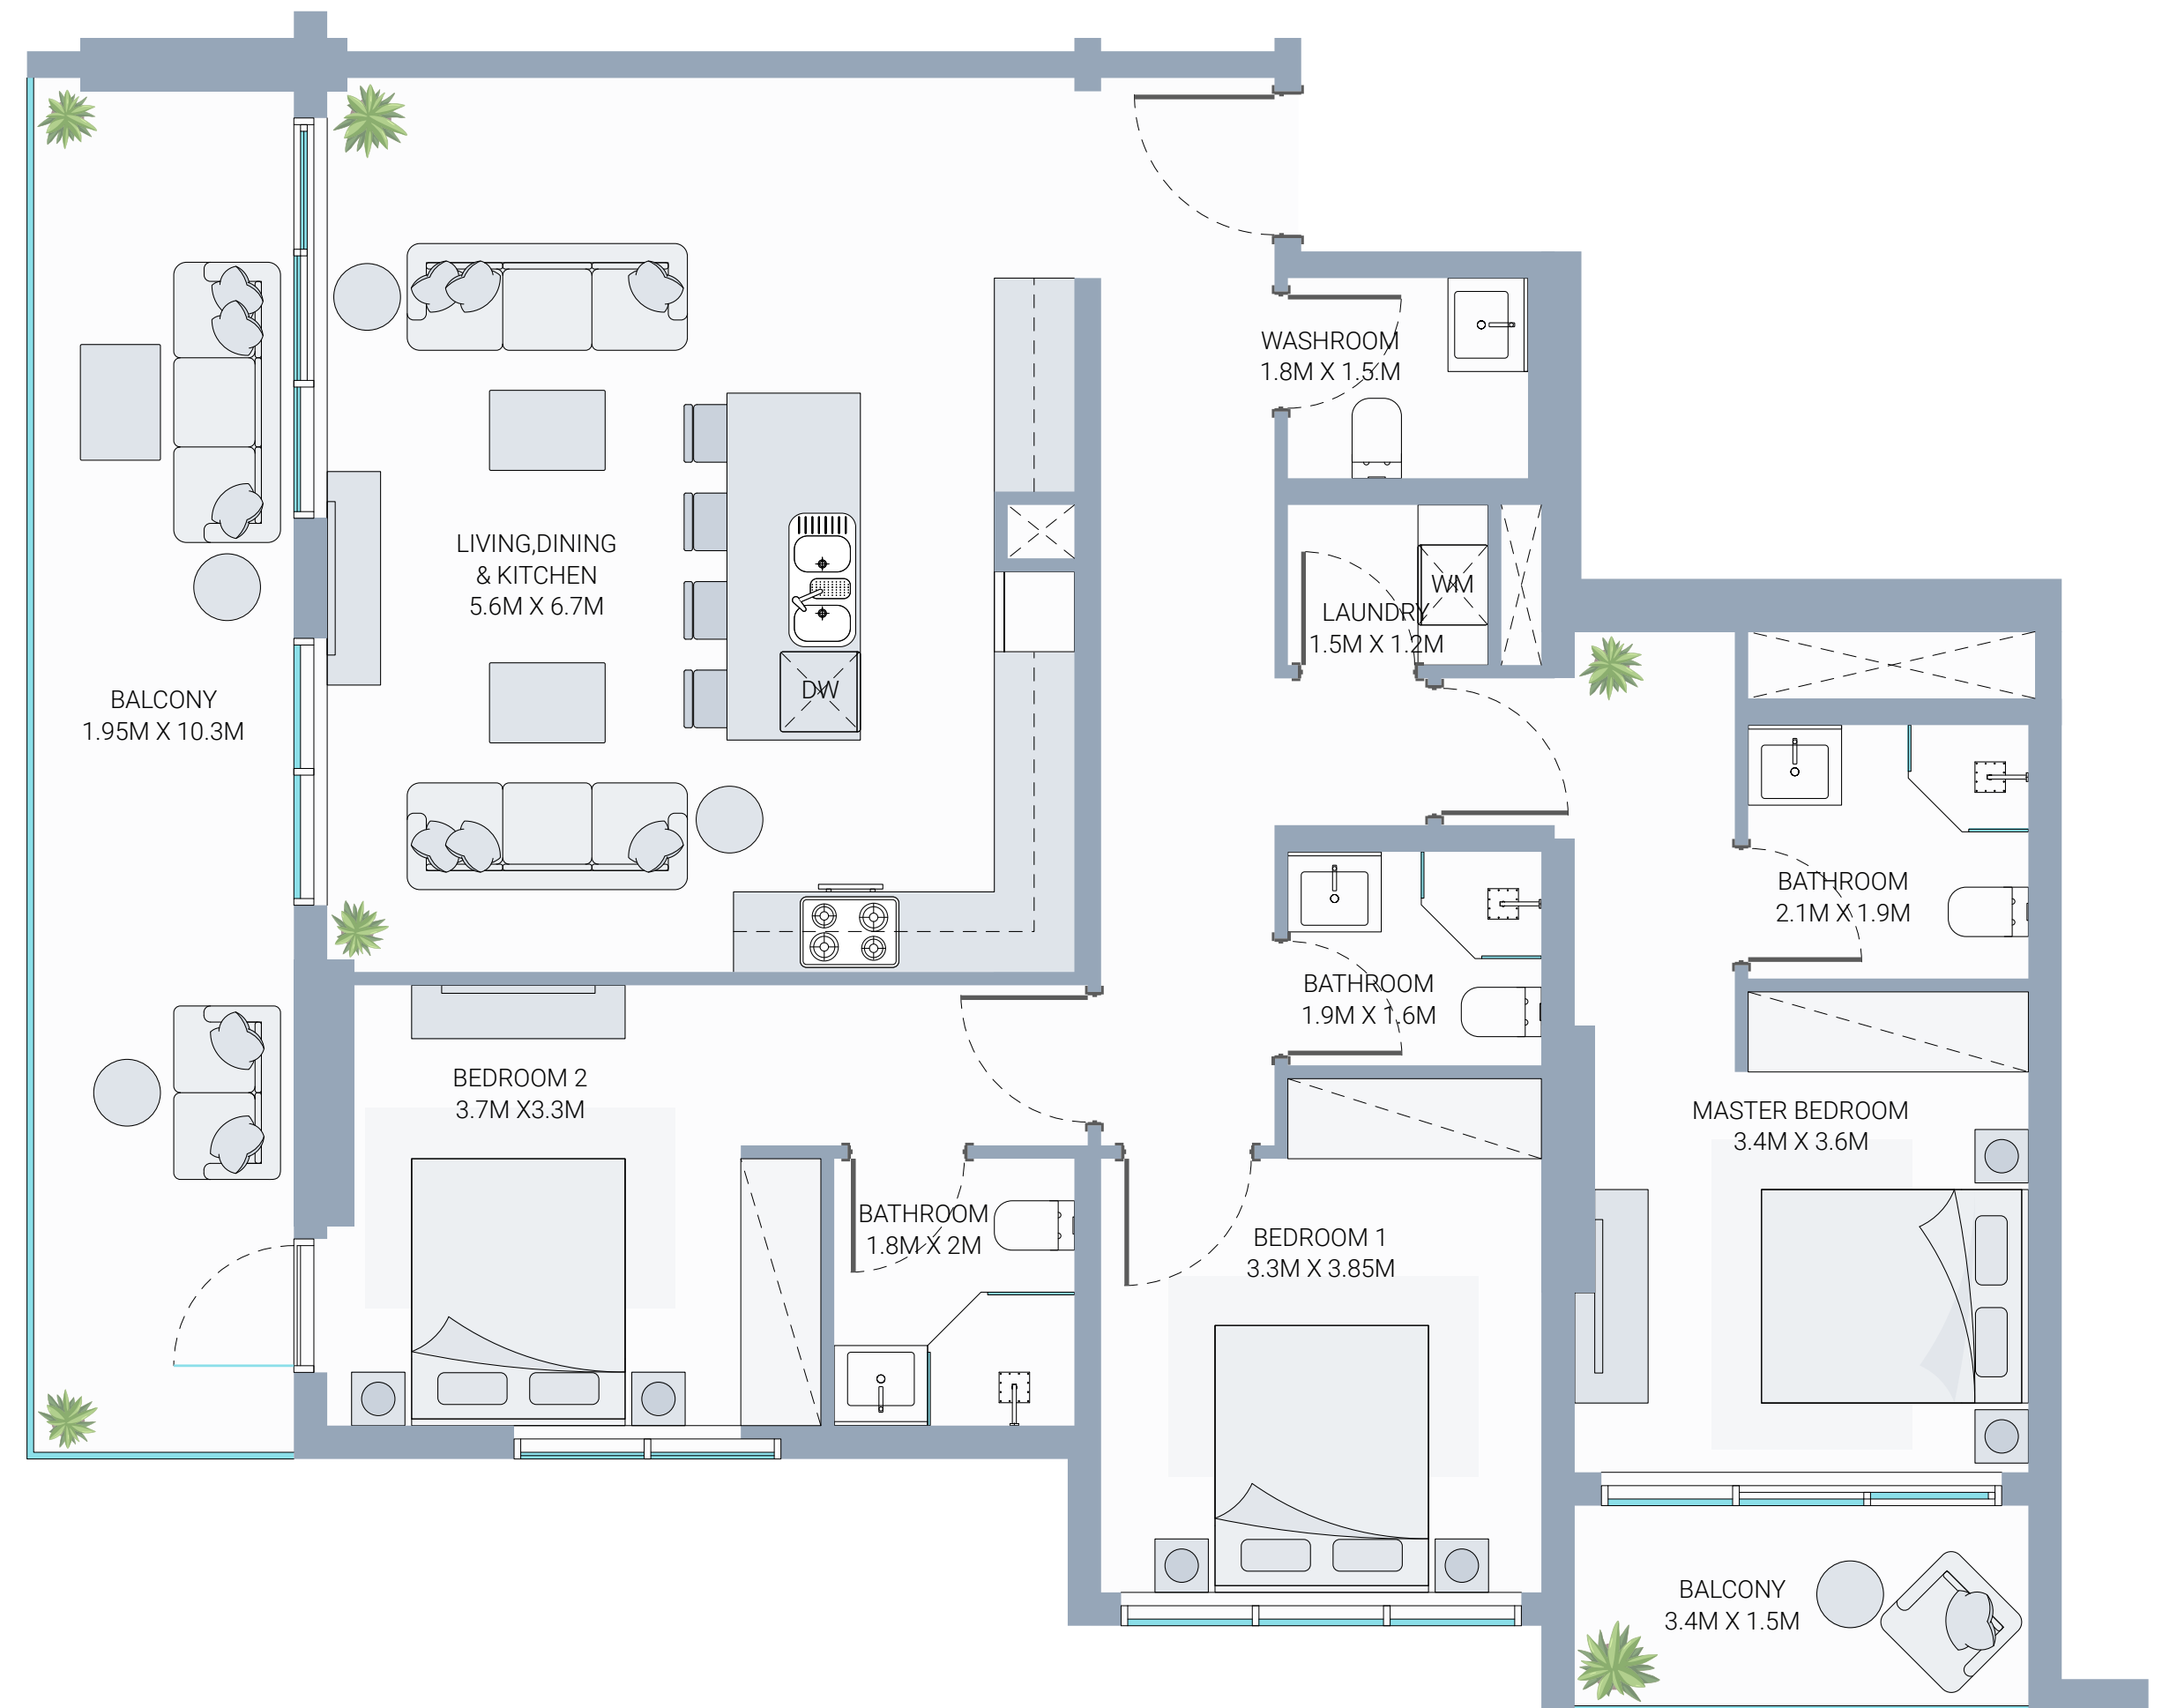 WASHROOM
1.8M X 1.5.M
LIVING,DINING
& KITCHEN
5.6M X 6.7M
WM
LAUNDRY
1.5M X 1.2M
DW
BALCONY
1.95M X 10.3M
BATHROOM
2.1M X 1.9M
BATHROOM
1.9M X 1.6M
BEDROOM 2
3.7M X3.3M
MASTER BEDROOM
3.4M X 3.6M
BATHROOM
1.8M X 2M
BEDROOM 1
3.3M X 3.85M
BALCONY
3.4M X 1.5M